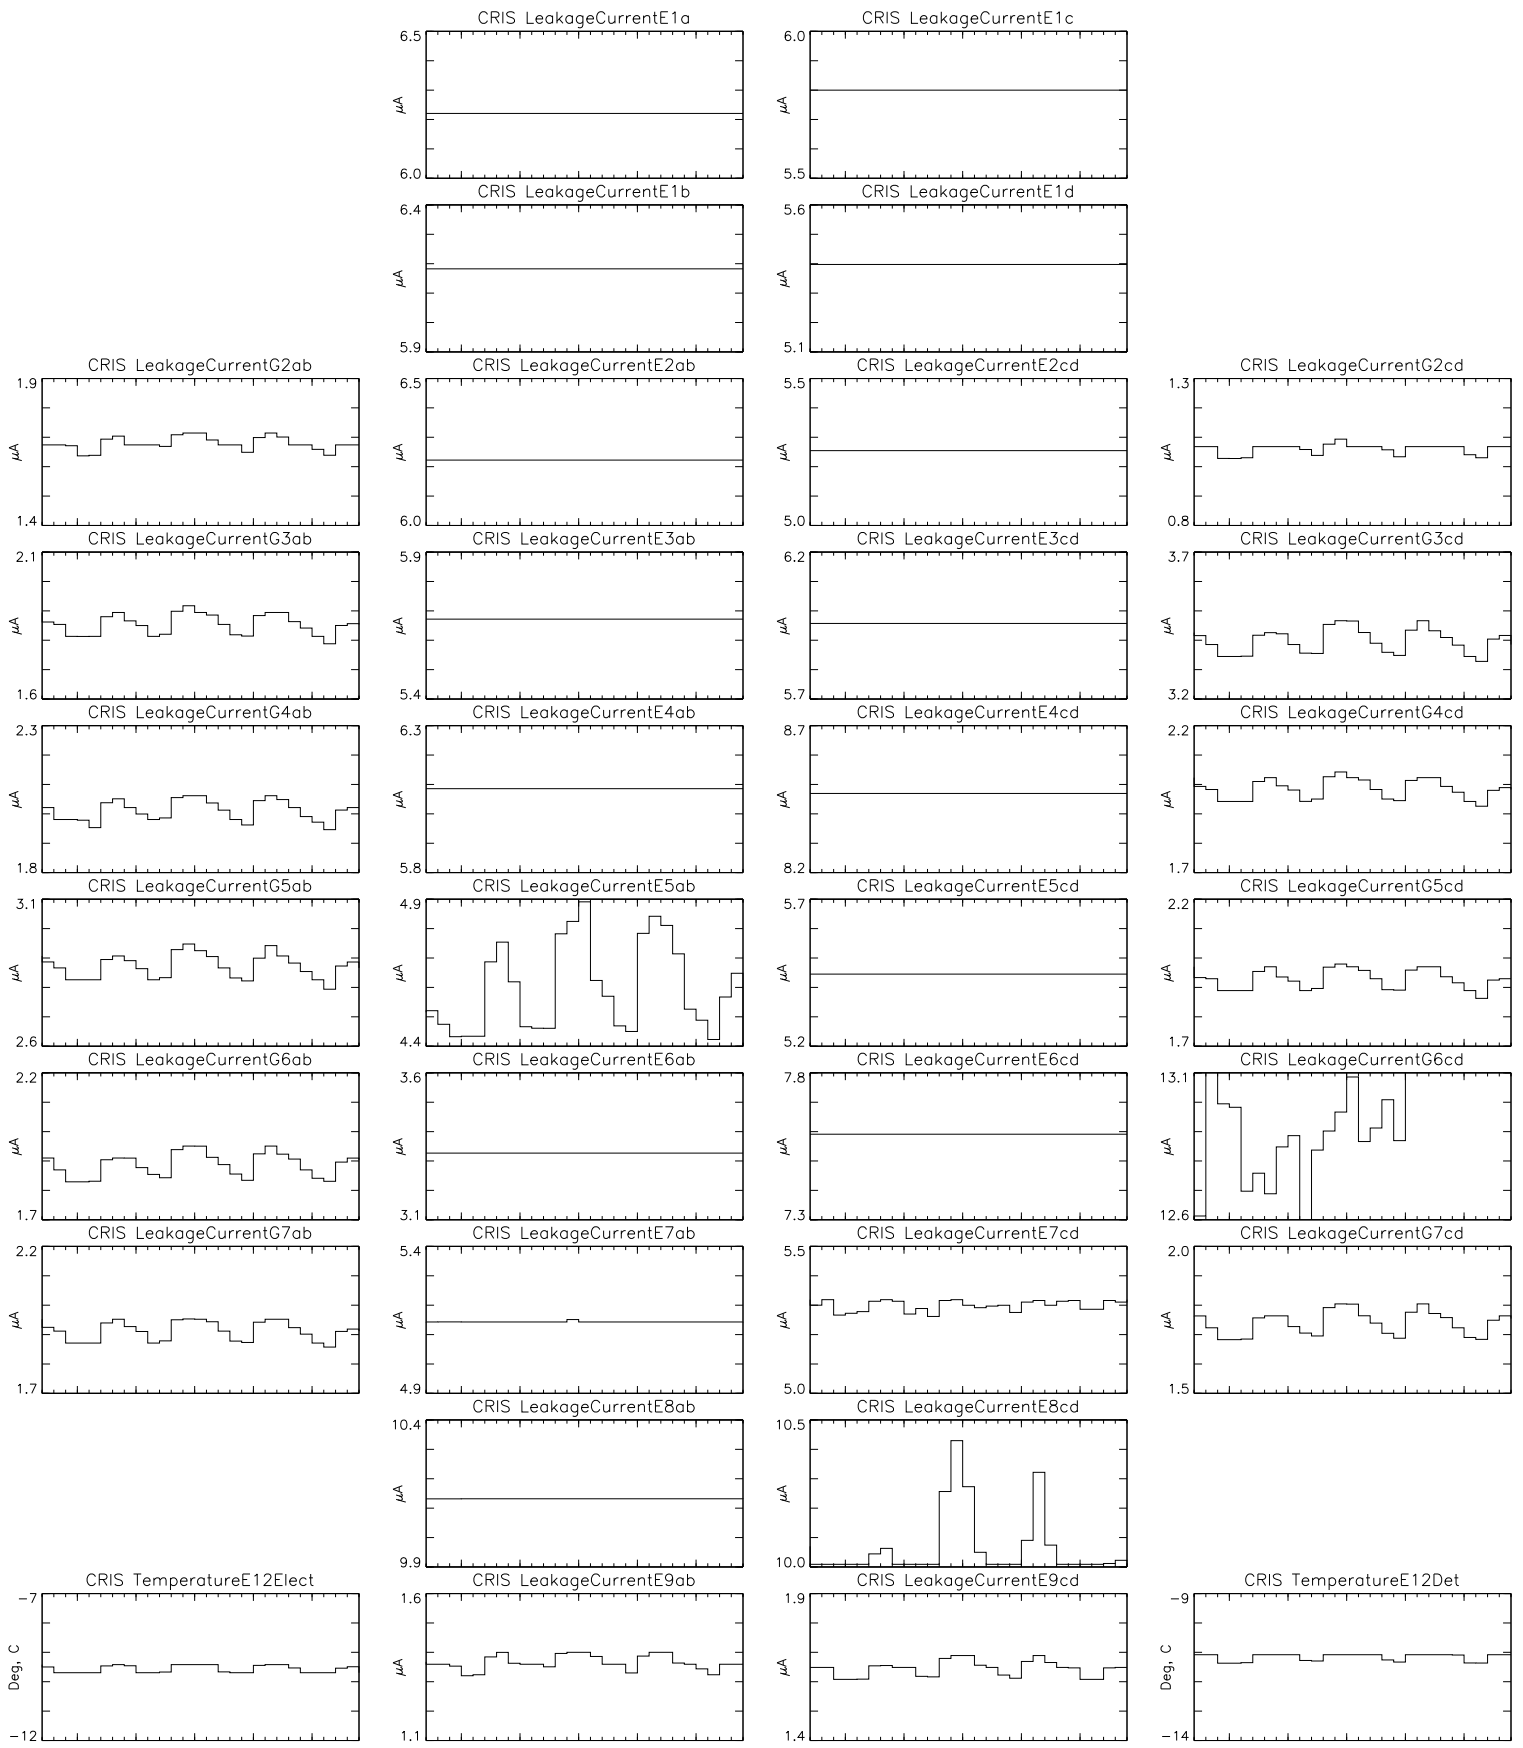 CRIS LeakageCurrentE1a
CRIS LeakageCurrentE1c
6.5
μA
6.0
6.0
μA
5.5
CRIS LeakageCurrentE1b
CRIS LeakageCurrentE1d
6.4
μA
5.9
5.6
μA
5.1
CRIS LeakageCurrentG2ab
CRIS LeakageCurrentE2ab
CRIS LeakageCurrentE2cd
CRIS LeakageCurrentG2cd
1.9
μA
1.4
6.5
μA
6.0
5.5
μA
5.0
1.3
μA
0.8
CRIS LeakageCurrentG3ab
CRIS LeakageCurrentE3ab
CRIS LeakageCurrentE3cd
CRIS LeakageCurrentG3cd
2.1
μA
1.6
5.9
μA
5.4
6.2
μA
5.7
3.7
μA
3.2
CRIS LeakageCurrentG4ab
CRIS LeakageCurrentE4ab
CRIS LeakageCurrentE4cd
CRIS LeakageCurrentG4cd
2.3
μA
1.8
6.3
μA
5.8
8.7
μA
8.2
2.2
μA
1.7
CRIS LeakageCurrentG5ab
CRIS LeakageCurrentE5ab
CRIS LeakageCurrentE5cd
CRIS LeakageCurrentG5cd
3.1
μA
2.6
4.9
μA
4.4
5.7
μA
5.2
2.2
μA
1.7
CRIS LeakageCurrentG6ab
CRIS LeakageCurrentE6ab
CRIS LeakageCurrentE6cd
CRIS LeakageCurrentG6cd
2.2
μA
1.7
3.6
μA
3.1
7.8
μA
7.3
13.1
μA
12.6
CRIS LeakageCurrentG7ab
CRIS LeakageCurrentE7ab
CRIS LeakageCurrentE7cd
CRIS LeakageCurrentG7cd
2.2
μA
1.7
5.4
μA
4.9
5.5
μA
5.0
2.0
μA
1.5
CRIS LeakageCurrentE8ab
CRIS LeakageCurrentE8cd
10.4
μA
9.9
10.5
μA
10.0
CRIS TemperatureE12Elect
CRIS LeakageCurrentE9ab
CRIS LeakageCurrentE9cd
CRIS TemperatureE12Det
-7
Deg, C
-12
1.6
μA
1.1
1.9
μA
1.4
-9
Deg, C
-14